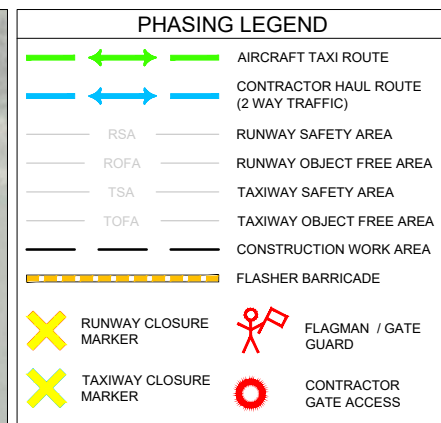 PHASING LEGEND
AIRCRAFT TAXI ROUTE
CONTRACTOR HAUL ROUTE
(2 WAY TRAFFIC)
RSA RUNWAY SAFETY AREA
ROFA RUNWAY OBJECT FREE AREA
TSA TAXIWAY SAFETY AREA
TOFA TAXIWAY OBJECT FREE AREA
CONSTRUCTION WORK AREA
FLASHER BARRICADE
RUNWAY CLOSURE
MARKER
FLAGMAN / GATE
GUARD
TAXIWAY CLOSURE
MARKER
CONTRACTOR
GATE ACCESS